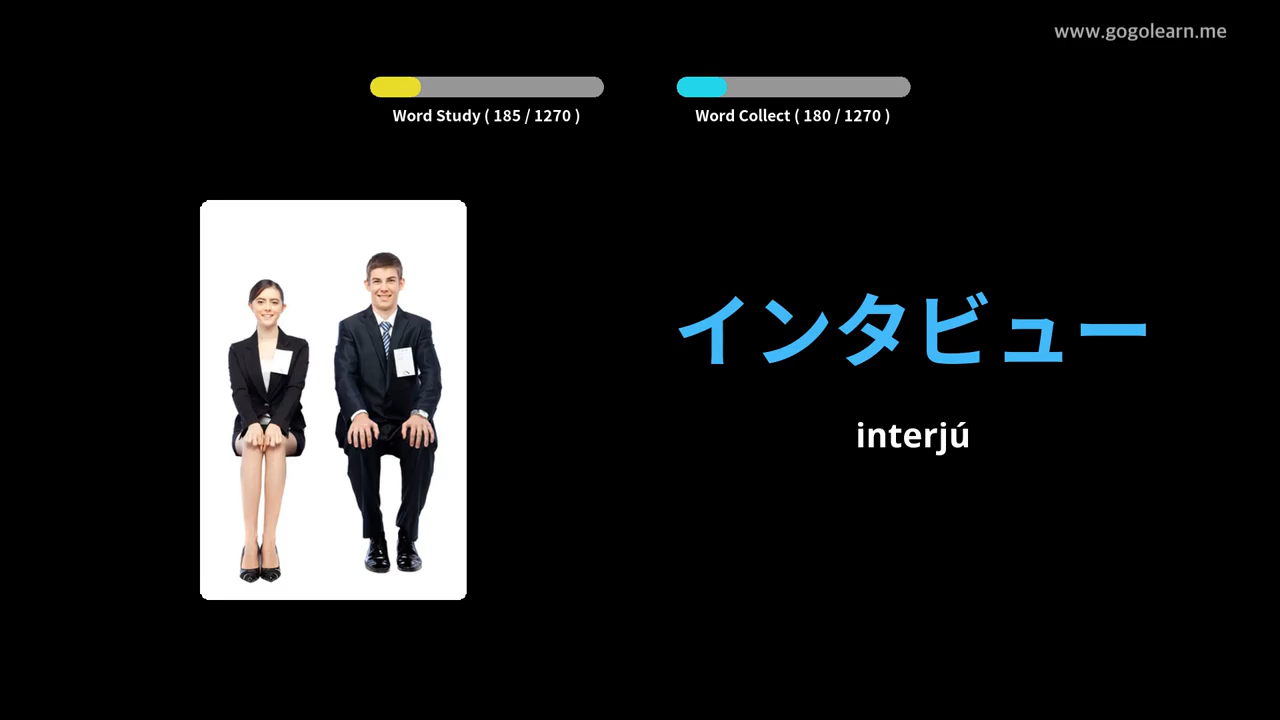 www.gogolearn.me
Word Study ( 185 / 1270 )
Word Collect ( 180 / 1270 )
インタビュー
interjú